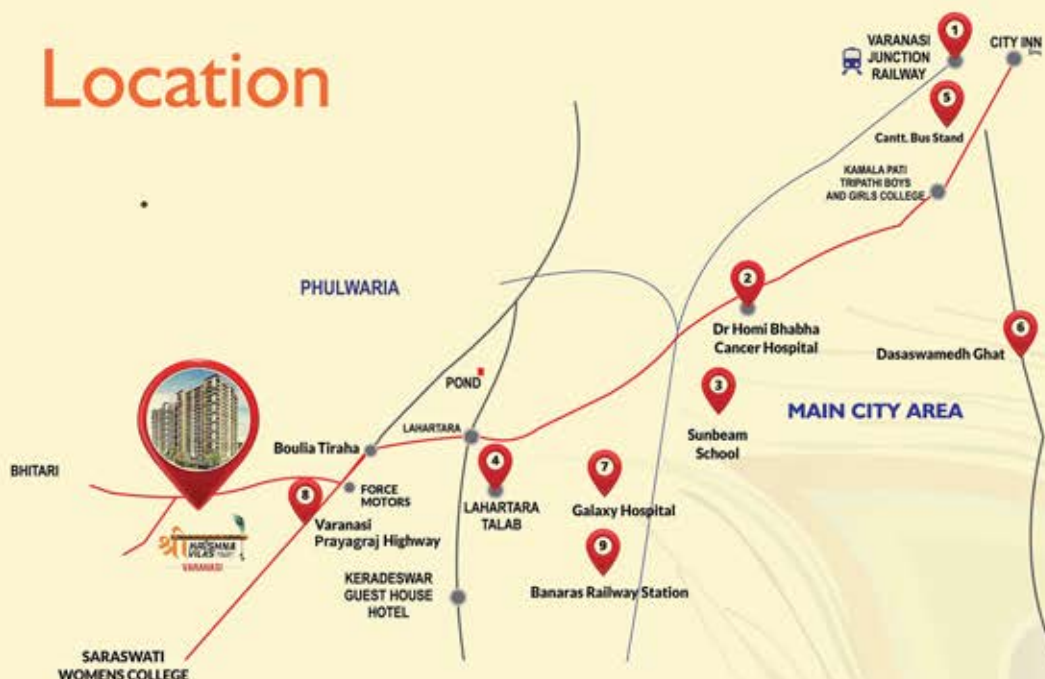 Location
1
VARANASI
JUNCTION
RAILWAY
CITY INN
5
Cantt. Bus Stand
KAMALA PATI
TRIPATHI BOYS
AND GIRLS COLLEGE
PHULWARIA
2
Dr Homi Bhabha
Cancer Hospital
6
Dasaswamedh Ghat
3
Sunbeam
School
MAIN CITY AREA
POND
LAHARTARA
Boulia Tiraha
BHITARI
FORCE
MOTORS
8
Varanasi
Prayagraj Highway
4
LAHARTARA
TALAB
7
Galaxy Hospital
श्री KRISHNA
VILAS
VARANASI
9
Banaras Railway Station
KERADESWAR
GUEST HOUSE
HOTEL
SARASWATI
WOMENS COLLEGE